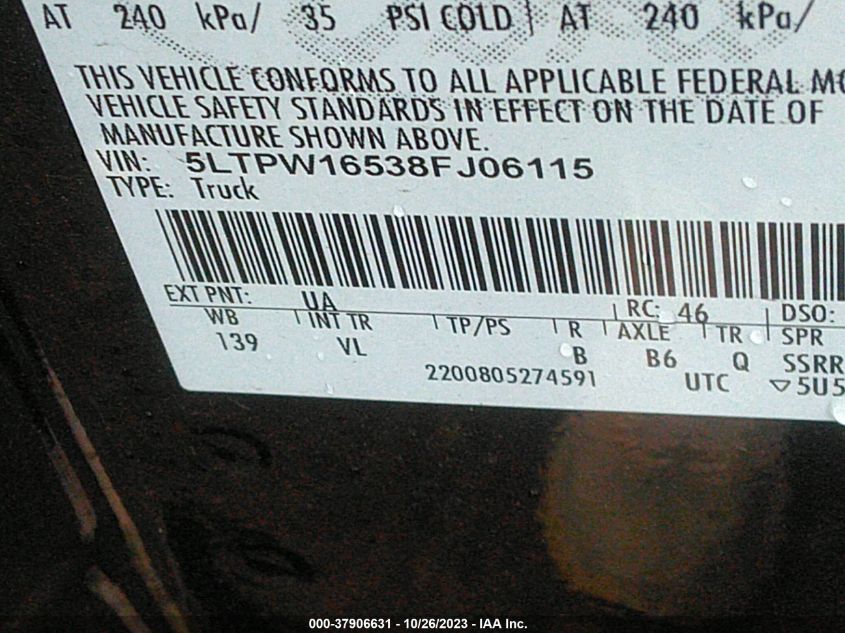 AT 240 kPa/ 35 PSI COLD AT 240 kPa/
THIS VEHICLE CONFORMS TO ALL APPLICABLE FEDERAL MO
VEHICLE SAFETY STANDARDS IN EFFECT ON THE DATE OF
MANUFACTURE SHOWN ABOVE.
VIN: 5LTPW16538FJ06115
TYPE: Truck
EXT PNT: UA RC: 46 DSO:
WB INT TR TP/PS R AXLE TR SPR
139 VL B B6 Q SSRR
2200805274591 UTC ▽5U5
000-37906631 - 10/26/2023 - IAA Inc.